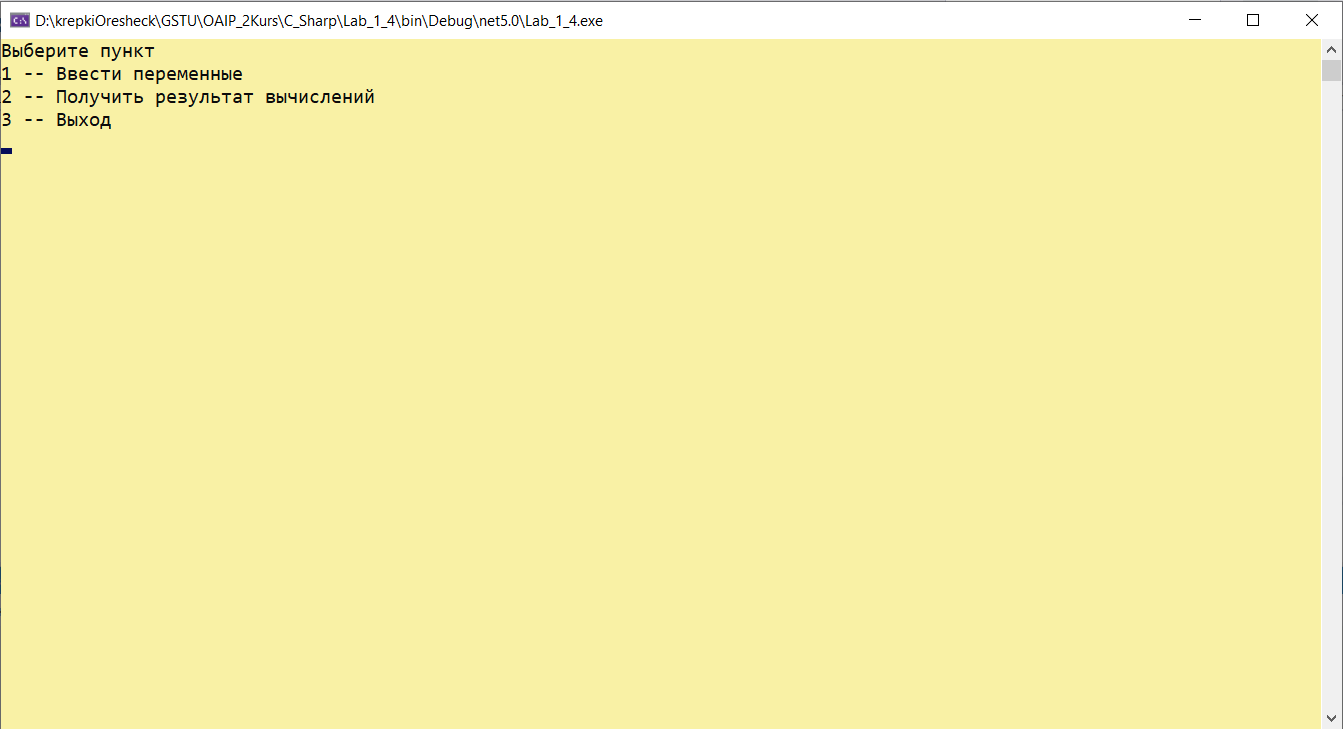 D:\krepkiOresheck\GSTU\OAIP_2Kurs\C_Sharp\Lab_1_4\bin\Debug\net5.0\Lab_1_4.exe
Выберите пункт
1 -- Ввести переменные
2 -- Получить результат вычислений
3 -- Выход